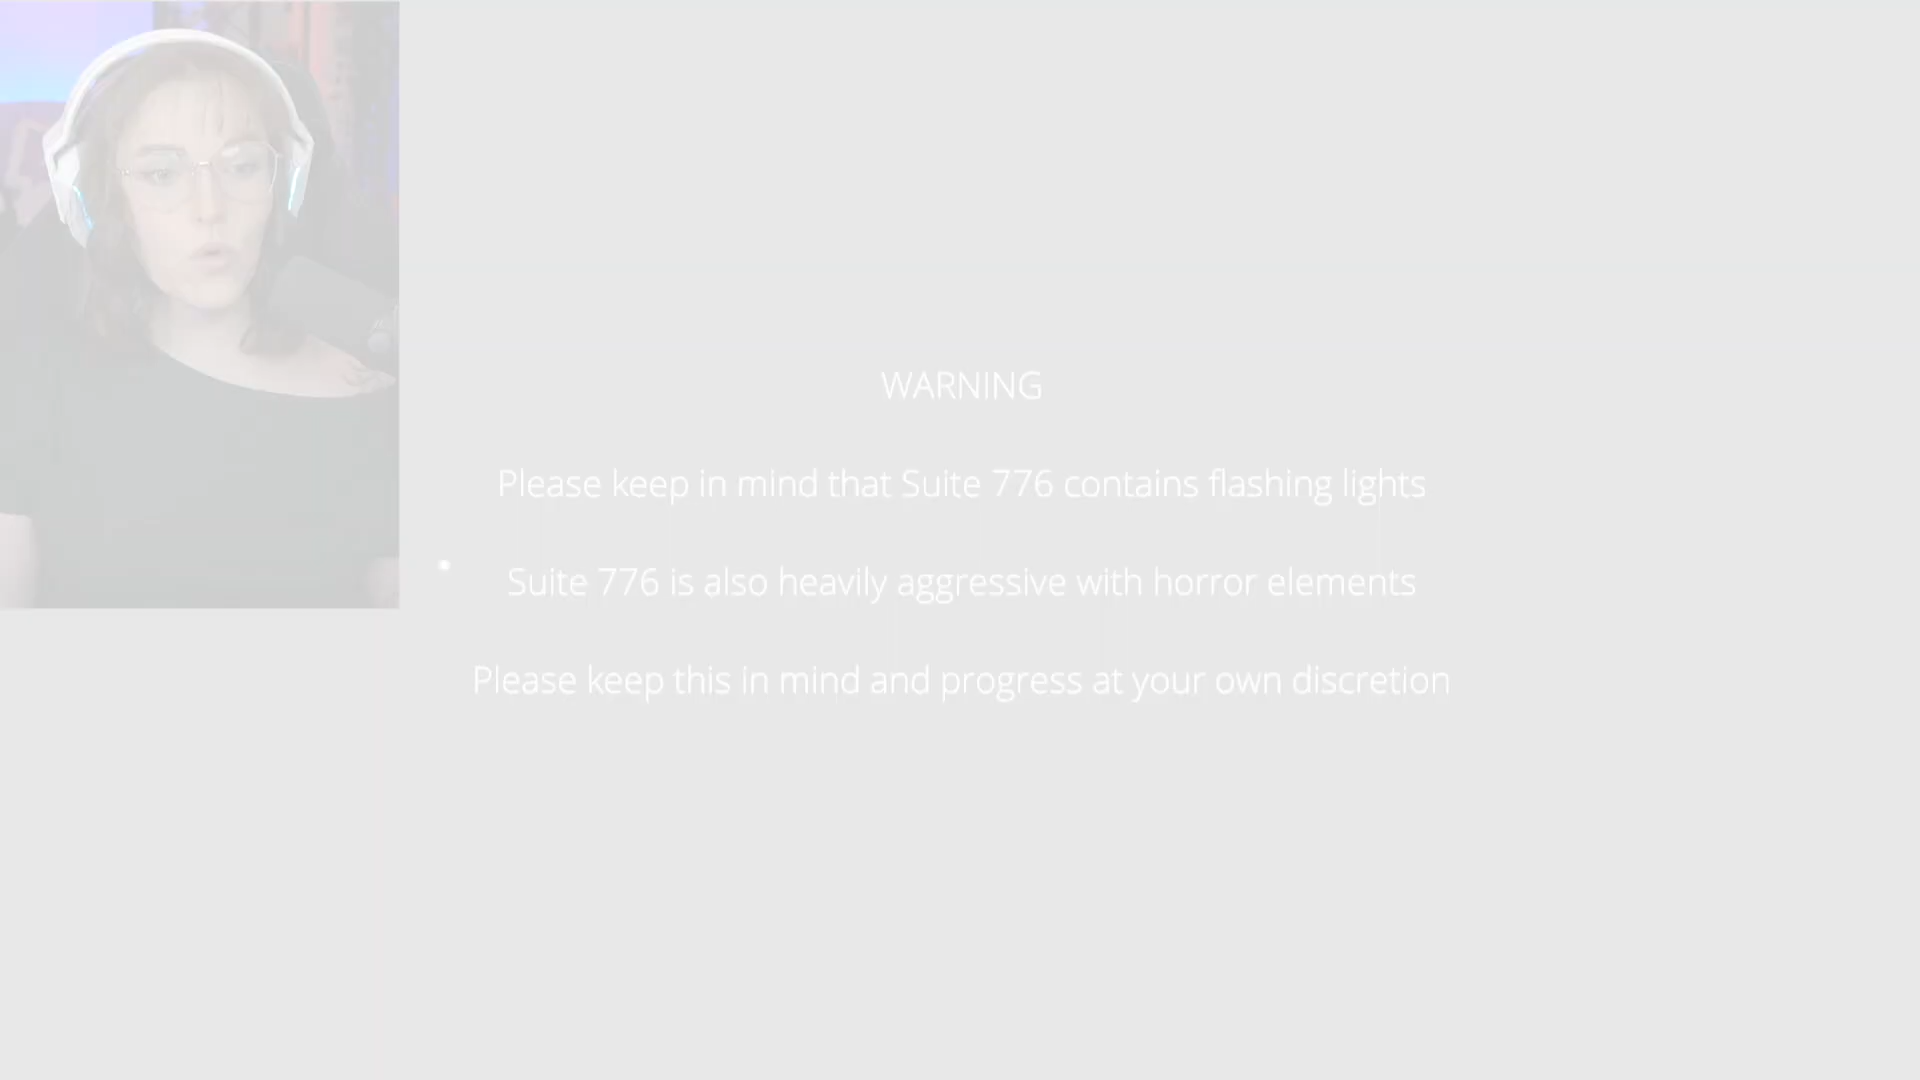 WARNING
Please keep in mind that Suite 776 contains flashing lights
Suite 776 is also heavily aggressive with horror elements
Please keep this in mind and progress at your own discretion